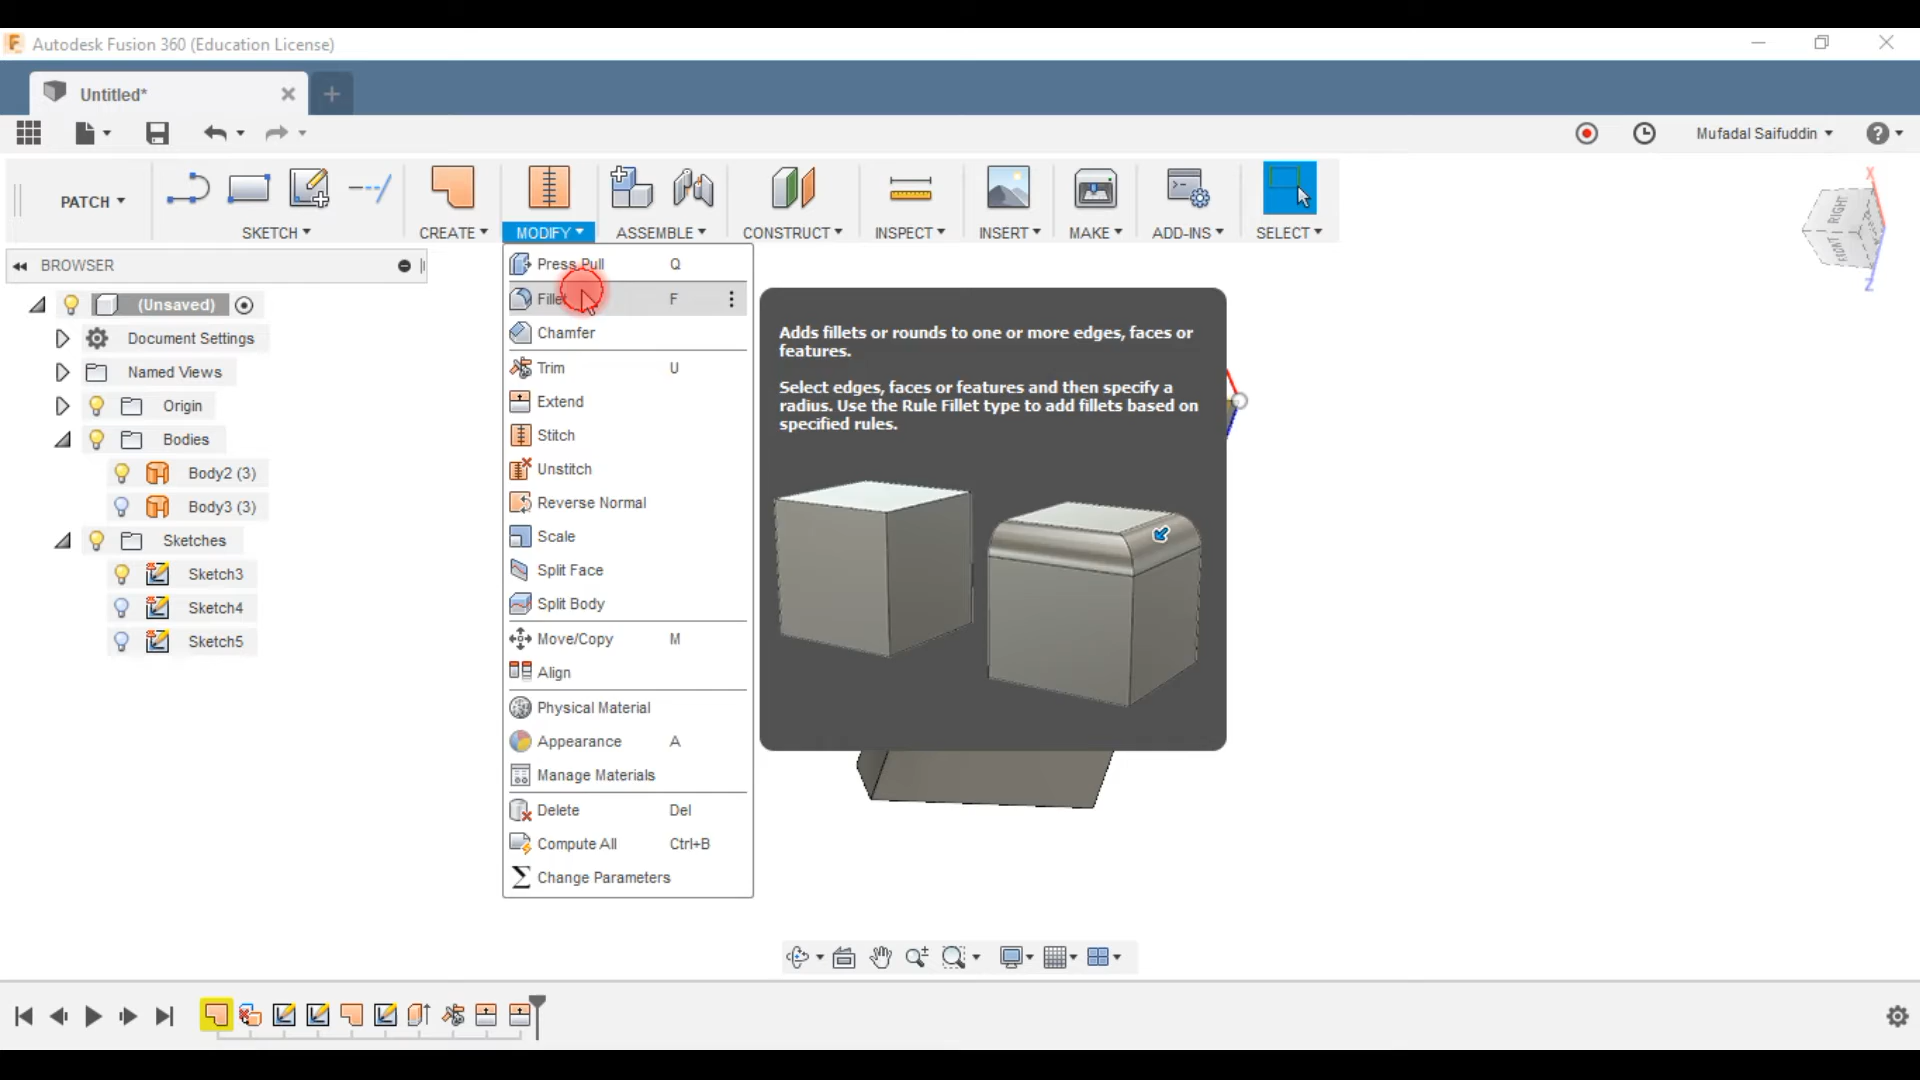 Autodesk Fusion 360 (Education License)
Untitled*
Mufadal Saifuddin
PATCH
SKETCH
CREATE
MODIFY
ASSEMBLE
CONSTRUCT
INSPECT
INSERT
MAKE
ADD-INS
SELECT
RIGHT
FRONT
X
Z
BROWSER
(Unsaved)
Document Settings
Named Views
Origin
Bodies
Body2 (3)
Body3 (3)
Sketches
Sketch3
Sketch4
Sketch5
Press Pull Q
Fillet F
Chamfer
Trim U
Extend
Stitch
Unstitch
Reverse Normal
Scale
Split Face
Split Body
Move/Copy M
Align
Physical Material
Appearance A
Manage Materials
Delete Del
Compute All Ctrl+B
Change Parameters
Adds fillets or rounds to one or more edges, faces or
features.
Select edges, faces or features and then specify a
radius. Use the Rule Fillet type to add fillets based on
specified rules.